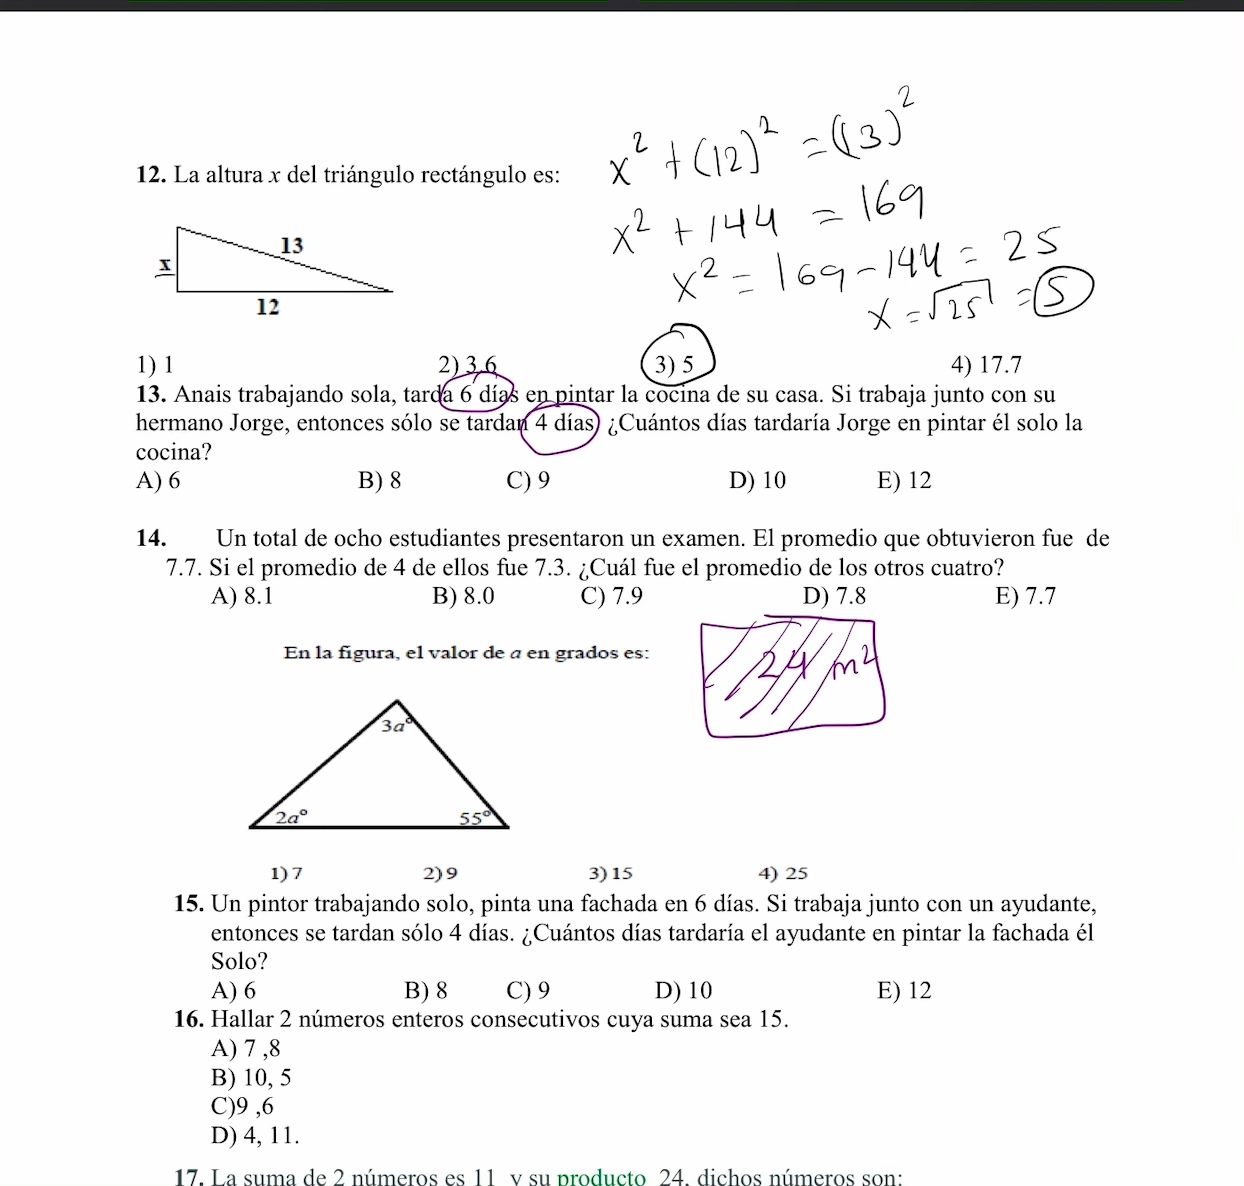 12. La altura x del triángulo rectángulo es:
x² + (12)² = (13)²
x² + 144 = 169
x² = 169 - 144 = 25
x = √25 = 5
13
x
12
1) 1 2) 3.6 3) 5 4) 17.7
13. Anais trabajando sola, tarda 6 días en pintar la cocina de su casa. Si trabaja junto con su
hermano Jorge, entonces sólo se tardan 4 días) ¿Cuántos días tardaría Jorge en pintar él solo la
cocina?
A) 6 B) 8 C) 9 D) 10 E) 12
14. Un total de ocho estudiantes presentaron un examen. El promedio que obtuvieron fue de
7.7. Si el promedio de 4 de ellos fue 7.3. ¿Cuál fue el promedio de los otros cuatro?
A) 8.1 B) 8.0 C) 7.9 D) 7.8 E) 7.7
En la figura, el valor de a en grados es:
24 m²
3a°
2a° 55°
1) 7 2) 9 3) 15 4) 25
15. Un pintor trabajando solo, pinta una fachada en 6 días. Si trabaja junto con un ayudante,
entonces se tardan sólo 4 días. ¿Cuántos días tardaría el ayudante en pintar la fachada él
Solo?
A) 6 B) 8 C) 9 D) 10 E) 12
16. Hallar 2 números enteros consecutivos cuya suma sea 15.
A) 7 ,8
B) 10, 5
C)9 ,6
D) 4, 11.
17. La suma de 2 números es 11 y su producto 24, dichos números son: